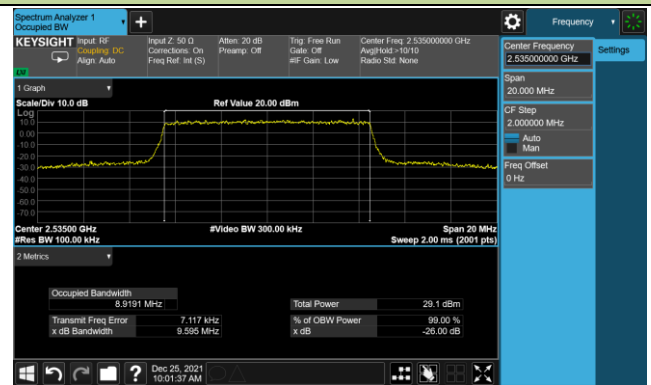 Spectrum Analyzer 1
Occupied BW
Frequency
KEYSIGHT
Input: RF
Coupling: DC
Align: Auto
Input Z: 50 Ω
Corrections: On
Freq Ref: Int (S)
Atten: 20 dB
Preamp: Off
Trig: Free Run
Gate: Off
#IF Gain: Low
Center Freq: 2.535000000 GHz
Avg|Hold:>10/10
Radio Std: None
Center Frequency
2.535000000 GHz
Settings
Span
20.000 MHz
CF Step
2.000000 MHz
Auto
Man
Freq Offset
0 Hz
1 Graph
Scale/Div 10.0 dB
Ref Value 20.00 dBm
Log
10.0
0.00
-10.0
-20.0
-30.0
-40.0
-50.0
-60.0
-70.0
Center 2.53500 GHz
#Video BW 300.00 kHz
Span 20 MHz
#Res BW 100.00 kHz
Sweep 2.00 ms (2001 pts)
2 Metrics
Occupied Bandwidth
8.9191 MHz
Total Power
29.1 dBm
Transmit Freq Error
7.117 kHz
% of OBW Power
99.00 %
x dB Bandwidth
9.595 MHz
x dB
-26.00 dB
Dec 25, 2021
10:01:37 AM